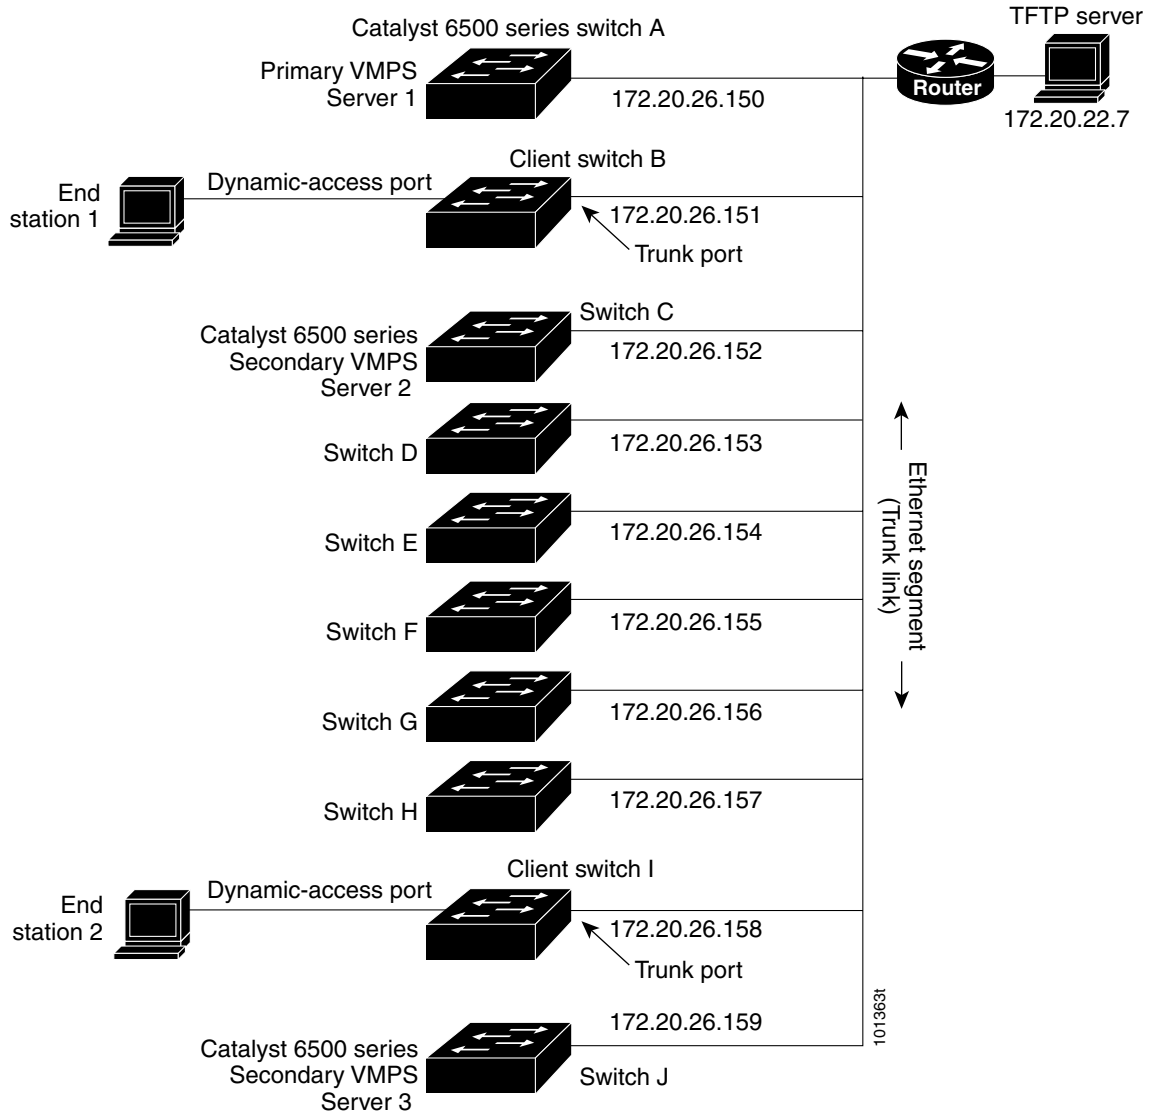 TFTP server
Catalyst 6500 series switch A
Primary VMPS
Server 1
172.20.26.150
Router
172.20.22.7
Client switch B
End
station 1
Dynamic-access port
172.20.26.151
Trunk port
Switch C
Catalyst 6500 series
Secondary VMPS
Server 2
172.20.26.152
Switch D
172.20.26.153
Switch E
172.20.26.154
Switch F
172.20.26.155
Switch G
172.20.26.156
Switch H
172.20.26.157
Ethernet segment
(Trunk link)
Client switch I
End
station 2
Dynamic-access port
172.20.26.158
Trunk port
172.20.26.159
Catalyst 6500 series
Secondary VMPS
Server 3
Switch J
101363t